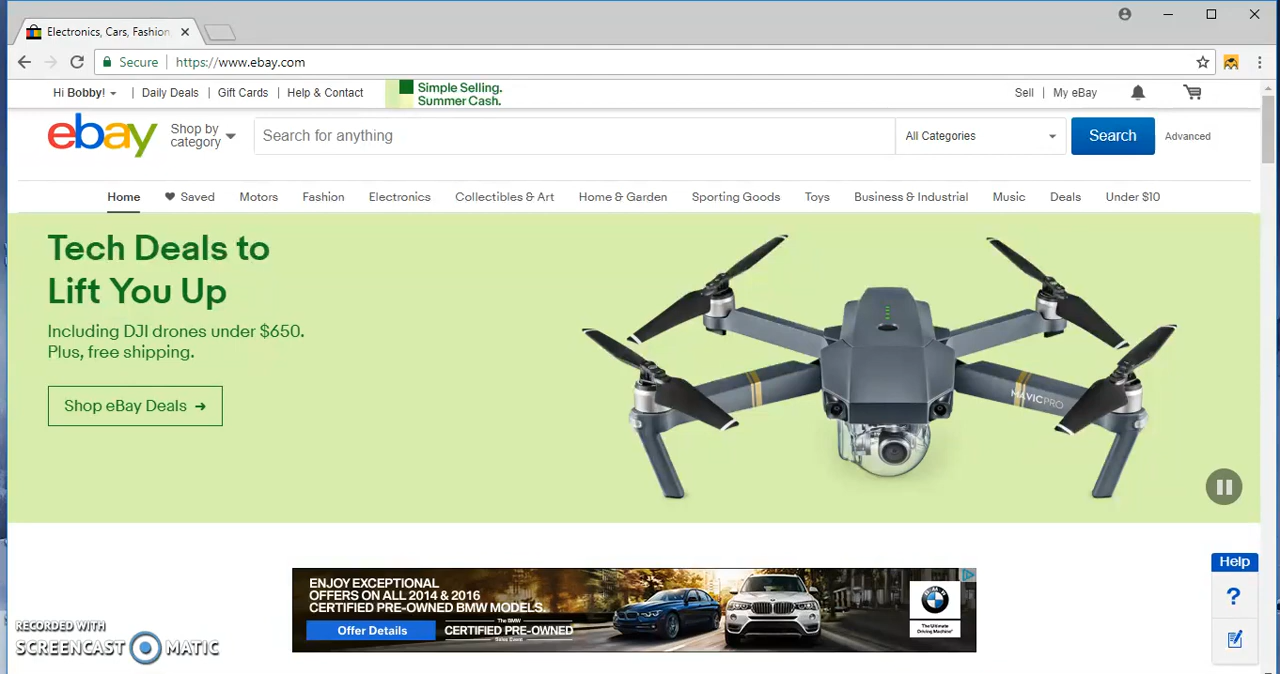 Electronics, Cars, Fashion,
Secure | https://www.ebay.com
Hi Bobby! | Daily Deals | Gift Cards | Help & Contact
Simple Selling.
Summer Cash.
Sell | My eBay
ebay
Shop by
category
Search for anything
All Categories
Search
Advanced
Home Saved Motors Fashion Electronics Collectibles & Art Home & Garden Sporting Goods Toys Business & Industrial Music Deals Under $10
Tech Deals to
Lift You Up
Including DJI drones under $650.
Plus, free shipping.
Shop eBay Deals →
MAVIC PRO
ENJOY EXCEPTIONAL
OFFERS ON ALL 2014 & 2016
CERTIFIED PRE-OWNED BMW MODELS.
Offer Details
The BMW
CERTIFIED PRE-OWNED
Sales Event
BMW
The Ultimate
Driving Machine®
Help
?
RECORDED WITH
SCREENCAST MATIC